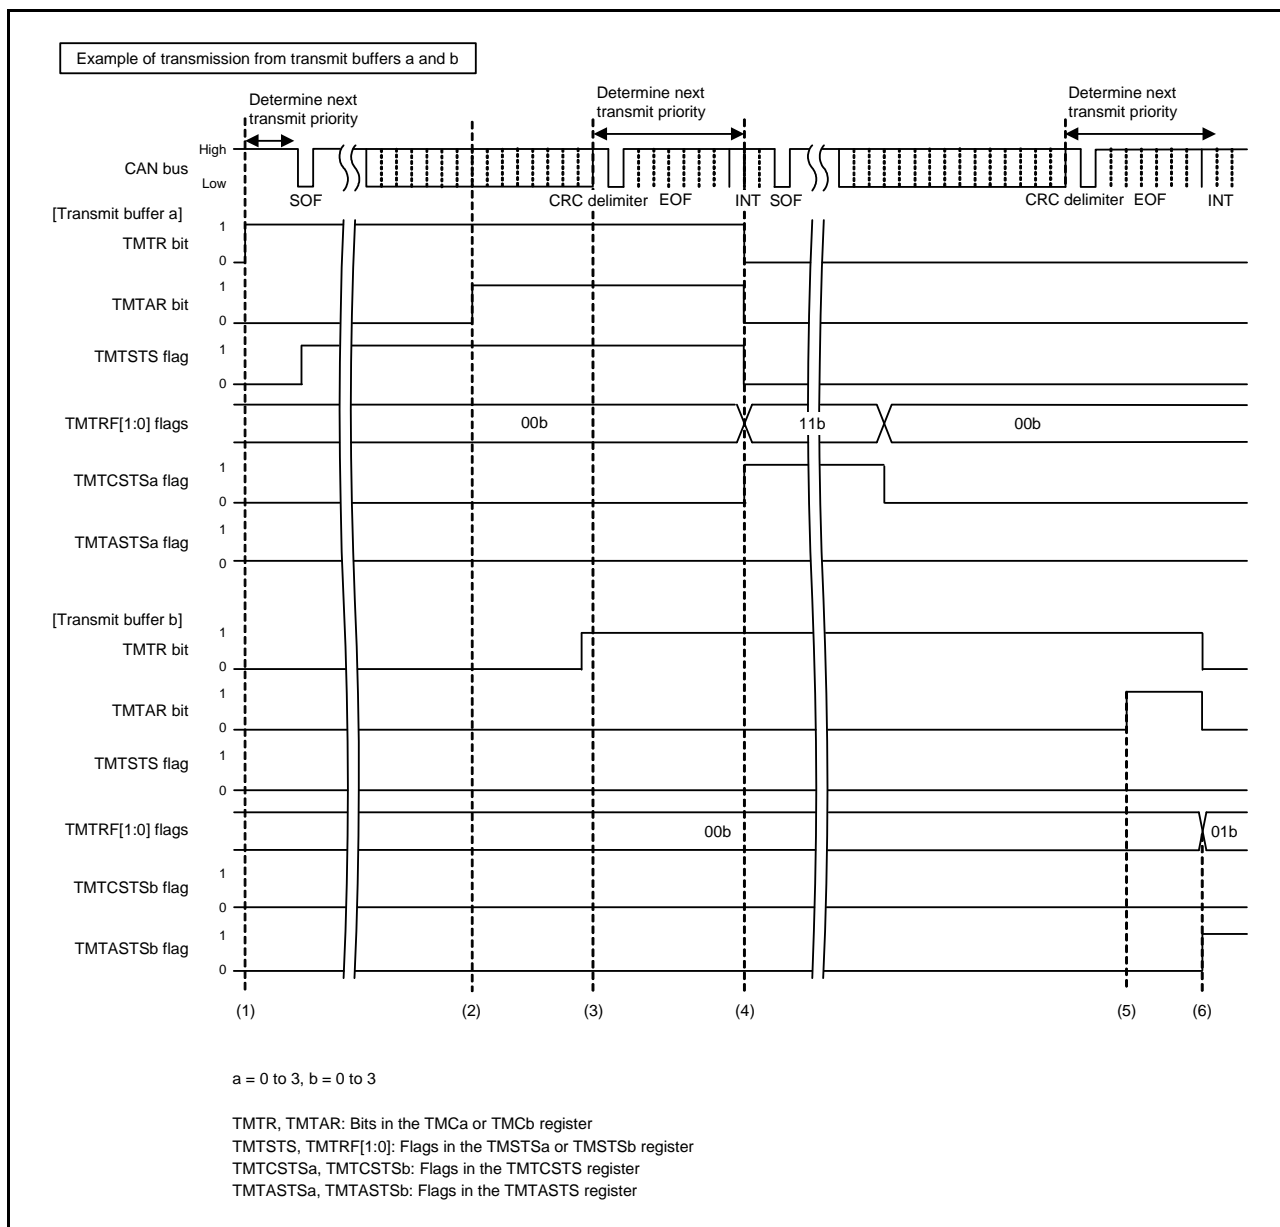 Example of transmission from transmit buffers a and b
Determine next
transmit priority
Determine next
transmit priority
Determine next
transmit priority
High
CAN bus
Low
SOF
CRC delimiter
EOF
INT
SOF
CRC delimiter
EOF
INT
[Transmit buffer a]
1
TMTR bit
0
1
TMTAR bit
0
1
TMTSTS flag
0
TMTRF[1:0] flags
00b
11b
00b
1
TMTCSTSa flag
0
1
TMTASTSa flag
0
[Transmit buffer b]
1
TMTR bit
0
1
TMTAR bit
0
1
TMTSTS flag
0
TMTRF[1:0] flags
00b
01b
1
TMTCSTSb flag
0
1
TMTASTSb flag
0
(1)
(2)
(3)
(4)
(5)
(6)
a = 0 to 3, b = 0 to 3
TMTR, TMTAR: Bits in the TMCa or TMCb register
TMTSTS, TMTRF[1:0]: Flags in the TMSTSa or TMSTSb register
TMTCSTSa, TMTCSTSb: Flags in the TMTCSTS register
TMTASTSa, TMTASTSb: Flags in the TMTASTS register